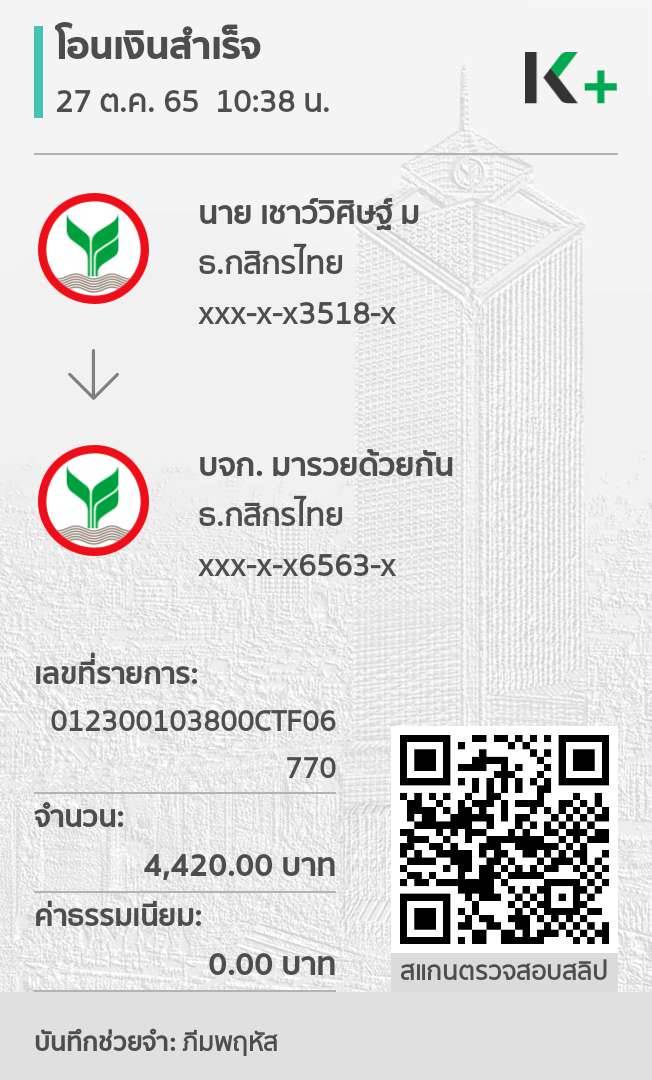 โอนเงินสำเร็จ
27 ต.ค. 65 10:38 น.
K+
นาย เชาว์วิศิษฐ์ ม
ธ.กสิกรไทย
xxx-x-x3518-x
บจก. มารวยด้วยกัน
ธ.กสิกรไทย
xxx-x-x6563-x
เลขที่รายการ:
012300103800CTF06
770
จำนวน:
4,420.00 บาท
ค่าธรรมเนียม:
0.00 บาท
สแกนตรวจสอบสลิป
บันทึกช่วยจำ: ภีมพฤหัส